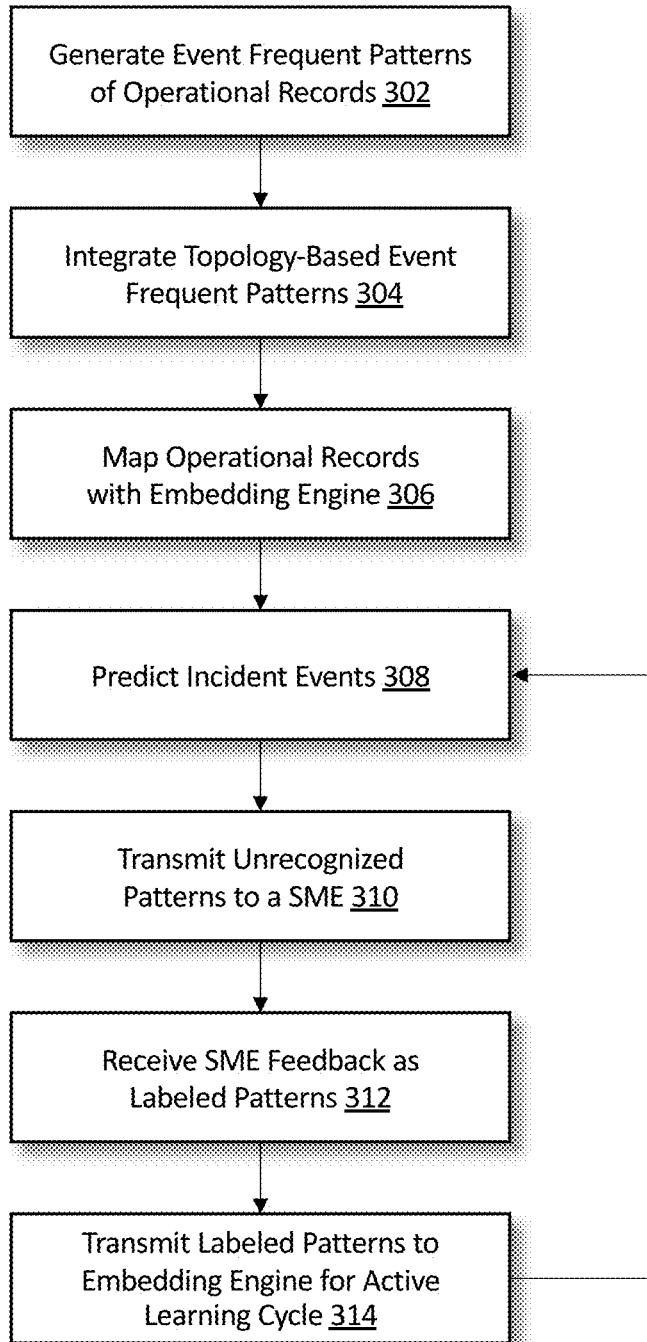 Generate Event Frequent Patterns
of Operational Records 302
Integrate Topology-Based Event
Frequent Patterns 304
Map Operational Records
with Embedding Engine 306
Predict Incident Events 308
Transmit Unrecognized
Patterns to a SME 310
Receive SME Feedback as
Labeled Patterns 312
Transmit Labeled Patterns to
Embedding Engine for Active
Learning Cycle 314